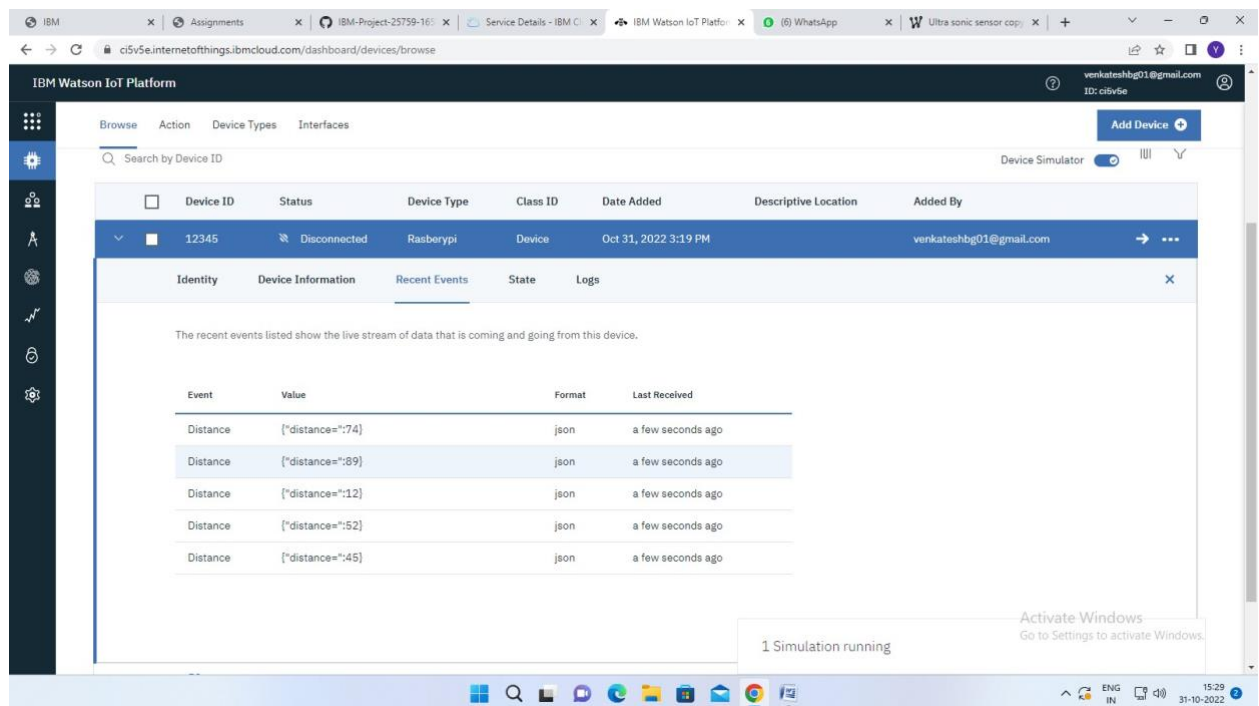 IBM
Assignments
IBM-Project-25759-165
Service Details - IBM Cl
IBM Watson IoT Platfor
(6) WhatsApp
Ultra sonic sensor copy
ci5v5e.internetofthings.ibmcloud.com/dashboard/devices/browse
Y
IBM Watson IoT Platform
venkateshbg01@gmail.com
ID: ci5v5e
Browse Action Device Types Interfaces
Add Device
Search by Device ID
Device Simulator
Device ID Status Device Type Class ID Date Added Descriptive Location Added By
12345 Disconnected Rasberypi Device Oct 31, 2022 3:19 PM venkateshbg01@gmail.com
Identity Device Information Recent Events State Logs
The recent events listed show the live stream of data that is coming and going from this device.
Event Value Format Last Received
Distance {"distance=":74} json a few seconds ago
Distance {"distance=":89} json a few seconds ago
Distance {"distance=":12} json a few seconds ago
Distance {"distance=":52} json a few seconds ago
Distance {"distance=":45} json a few seconds ago
Activate Windows
Go to Settings to activate Windows.
1 Simulation running
ENG
IN
15:29
31-10-2022
2